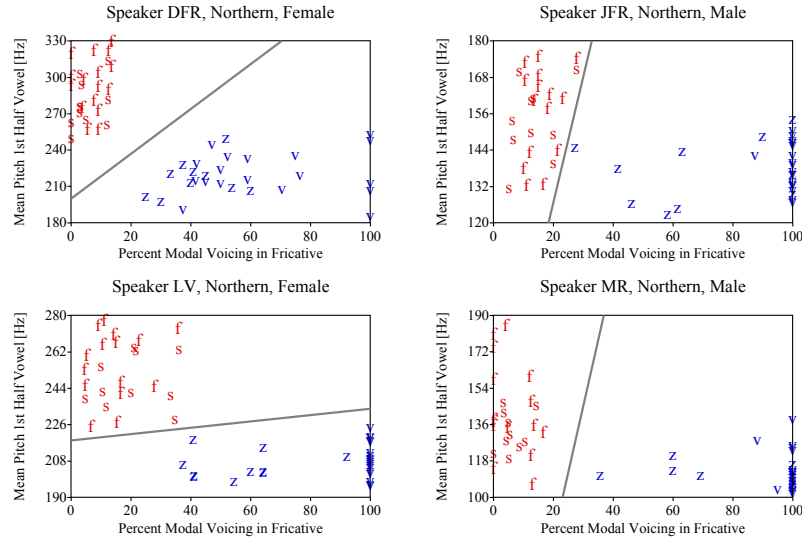 Speaker DFR, Northern, Female
Mean Pitch 1st Half Vowel [Hz]
330
300
270
240
210
180
0 20 40 60 80 100
Percent Modal Voicing in Fricative
Speaker JFR, Northern, Male
Mean Pitch 1st Half Vowel [Hz]
180
168
156
144
132
120
0 20 40 60 80 100
Percent Modal Voicing in Fricative
Speaker LV, Northern, Female
Mean Pitch 1st Half Vowel [Hz]
280
262
244
226
208
190
0 20 40 60 80 100
Percent Modal Voicing in Fricative
Speaker MR, Northern, Male
Mean Pitch 1st Half Vowel [Hz]
190
172
154
136
118
100
0 20 40 60 80 100
Percent Modal Voicing in Fricative